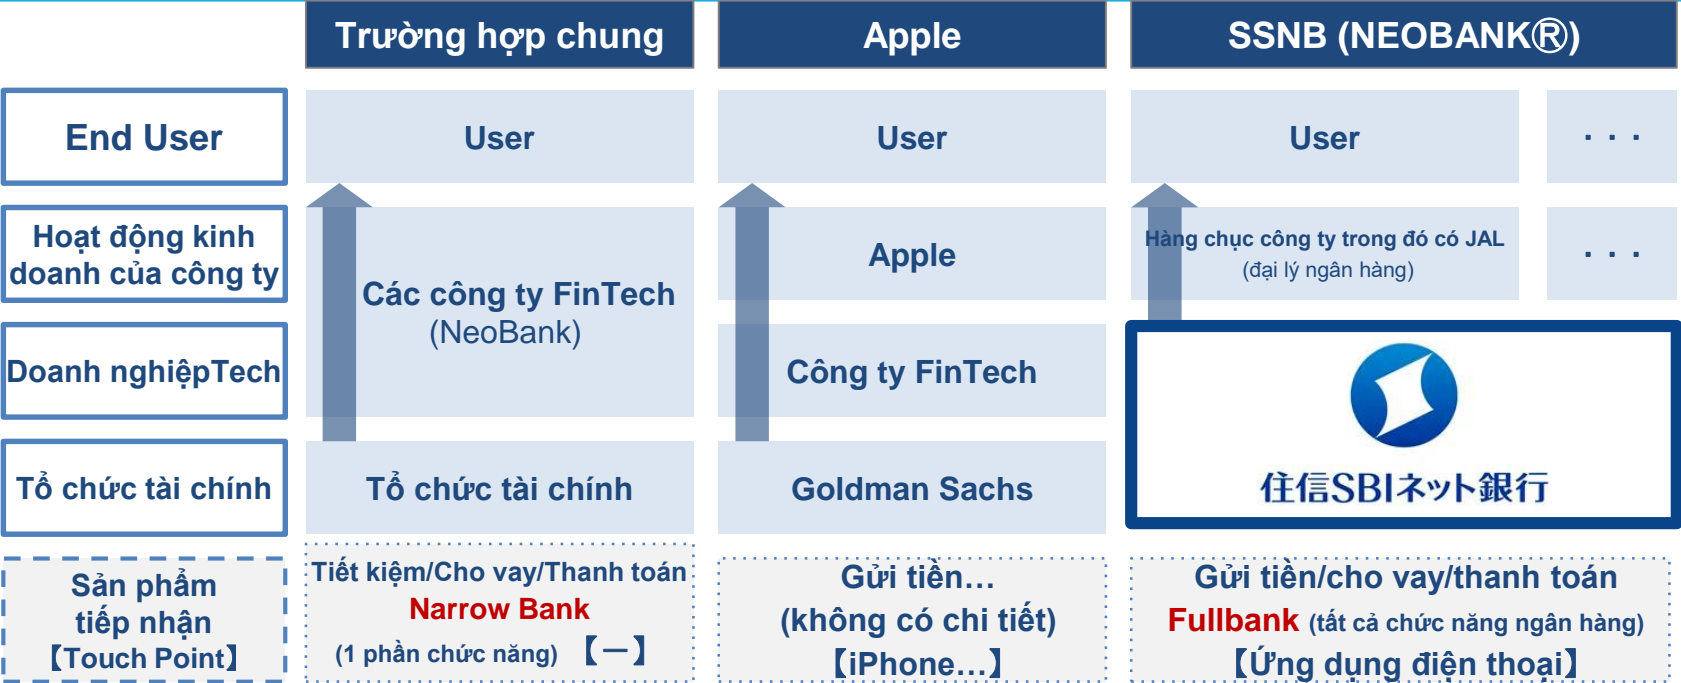 Trường hợp chung
Apple
SSNB (NEOBANKⓇ)
End User
User
User
User
· · ·
Hoạt động kinh
doanh của công ty
Các công ty FinTech
(NeoBank)
Apple
Hàng chục công ty trong đó có JAL
(đại lý ngân hàng)
· · ·
Doanh nghiệpTech
Công ty FinTech
住信SBIネット銀行
Tổ chức tài chính
Tổ chức tài chính
Goldman Sachs
Sản phẩm
tiếp nhận
【Touch Point】
Tiết kiệm/Cho vay/Thanh toán
Narrow Bank
(1 phần chức năng) 【－】
Gửi tiền...
(không có chi tiết)
【iPhone...】
Gửi tiền/cho vay/thanh toán
Fullbank (tất cả chức năng ngân hàng)
【Ứng dụng điện thoại】